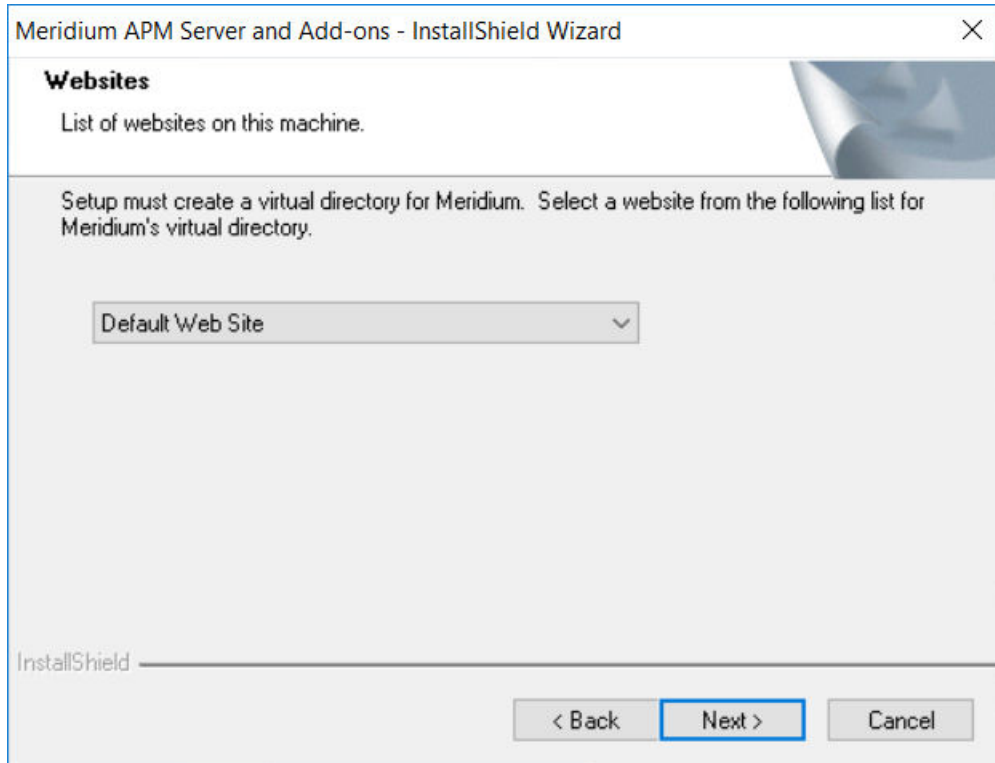 Meridium APM Server and Add-ons - InstallShield Wizard
Websites
List of websites on this machine.
Setup must create a virtual directory for Meridium.  Select a website from the following list for
Meridium's virtual directory.
Default Web Site
InstallShield
< Back
Next >
Cancel